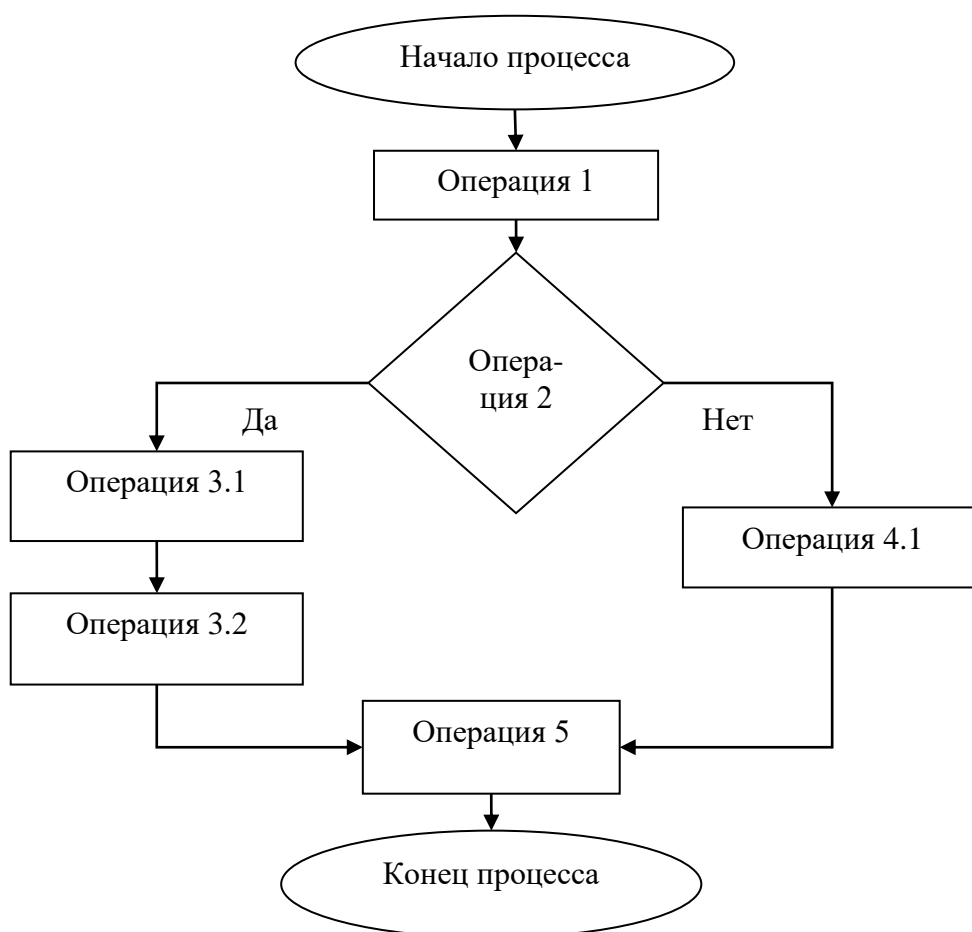 Начало процесса
Операция 1
Опера-
ция 2
Да
Нет
Операция 3.1
Операция 4.1
Операция 3.2
Операция 5
Конец процесса